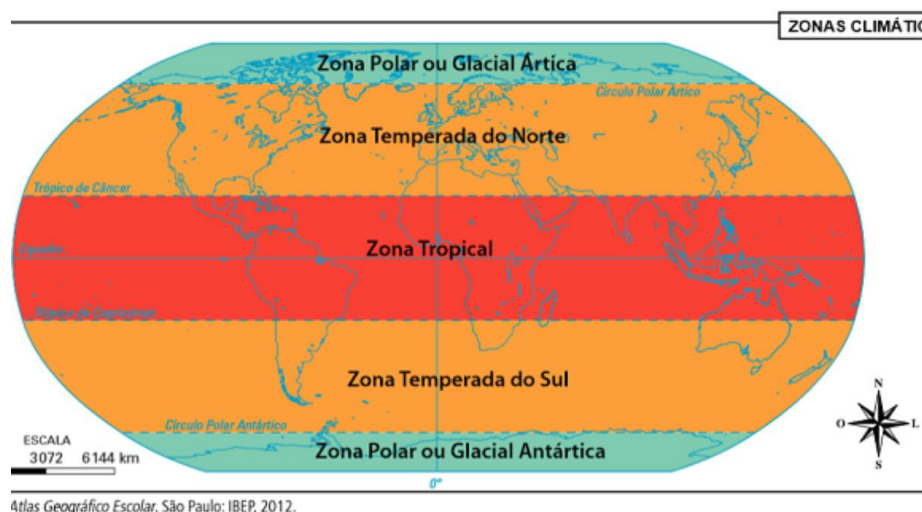 ZONAS CLIMÁTIC
Zona Polar ou Glacial Ártica
Círculo Polar Ártico
Zona Temperada do Norte
Trópico de Câncer
Zona Tropical
Equador
Trópico de Capricórnio
Zona Temperada do Sul
Círculo Polar Antártico
Zona Polar ou Glacial Antártica
N
O L
S
ESCALA
3072 6144 km
0°
Atlas Geográfico Escolar. São Paulo: IBEP, 2012.